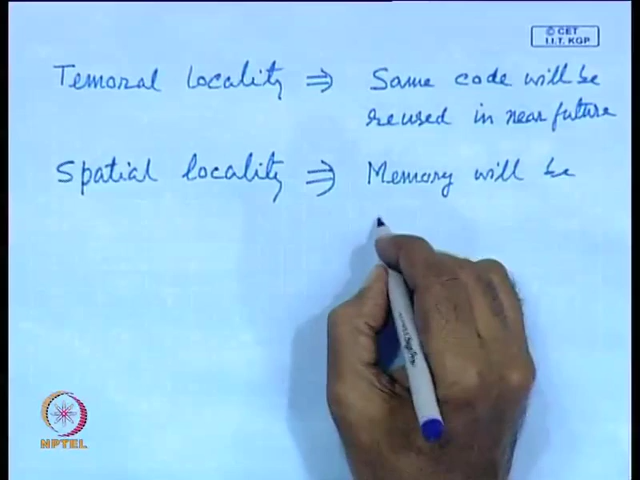 © CET
I.I.T. KGP
Temoral locality ⇒ Same code will be
reused in near future
Spatial locality ⇒ Memory will be
NPTEL